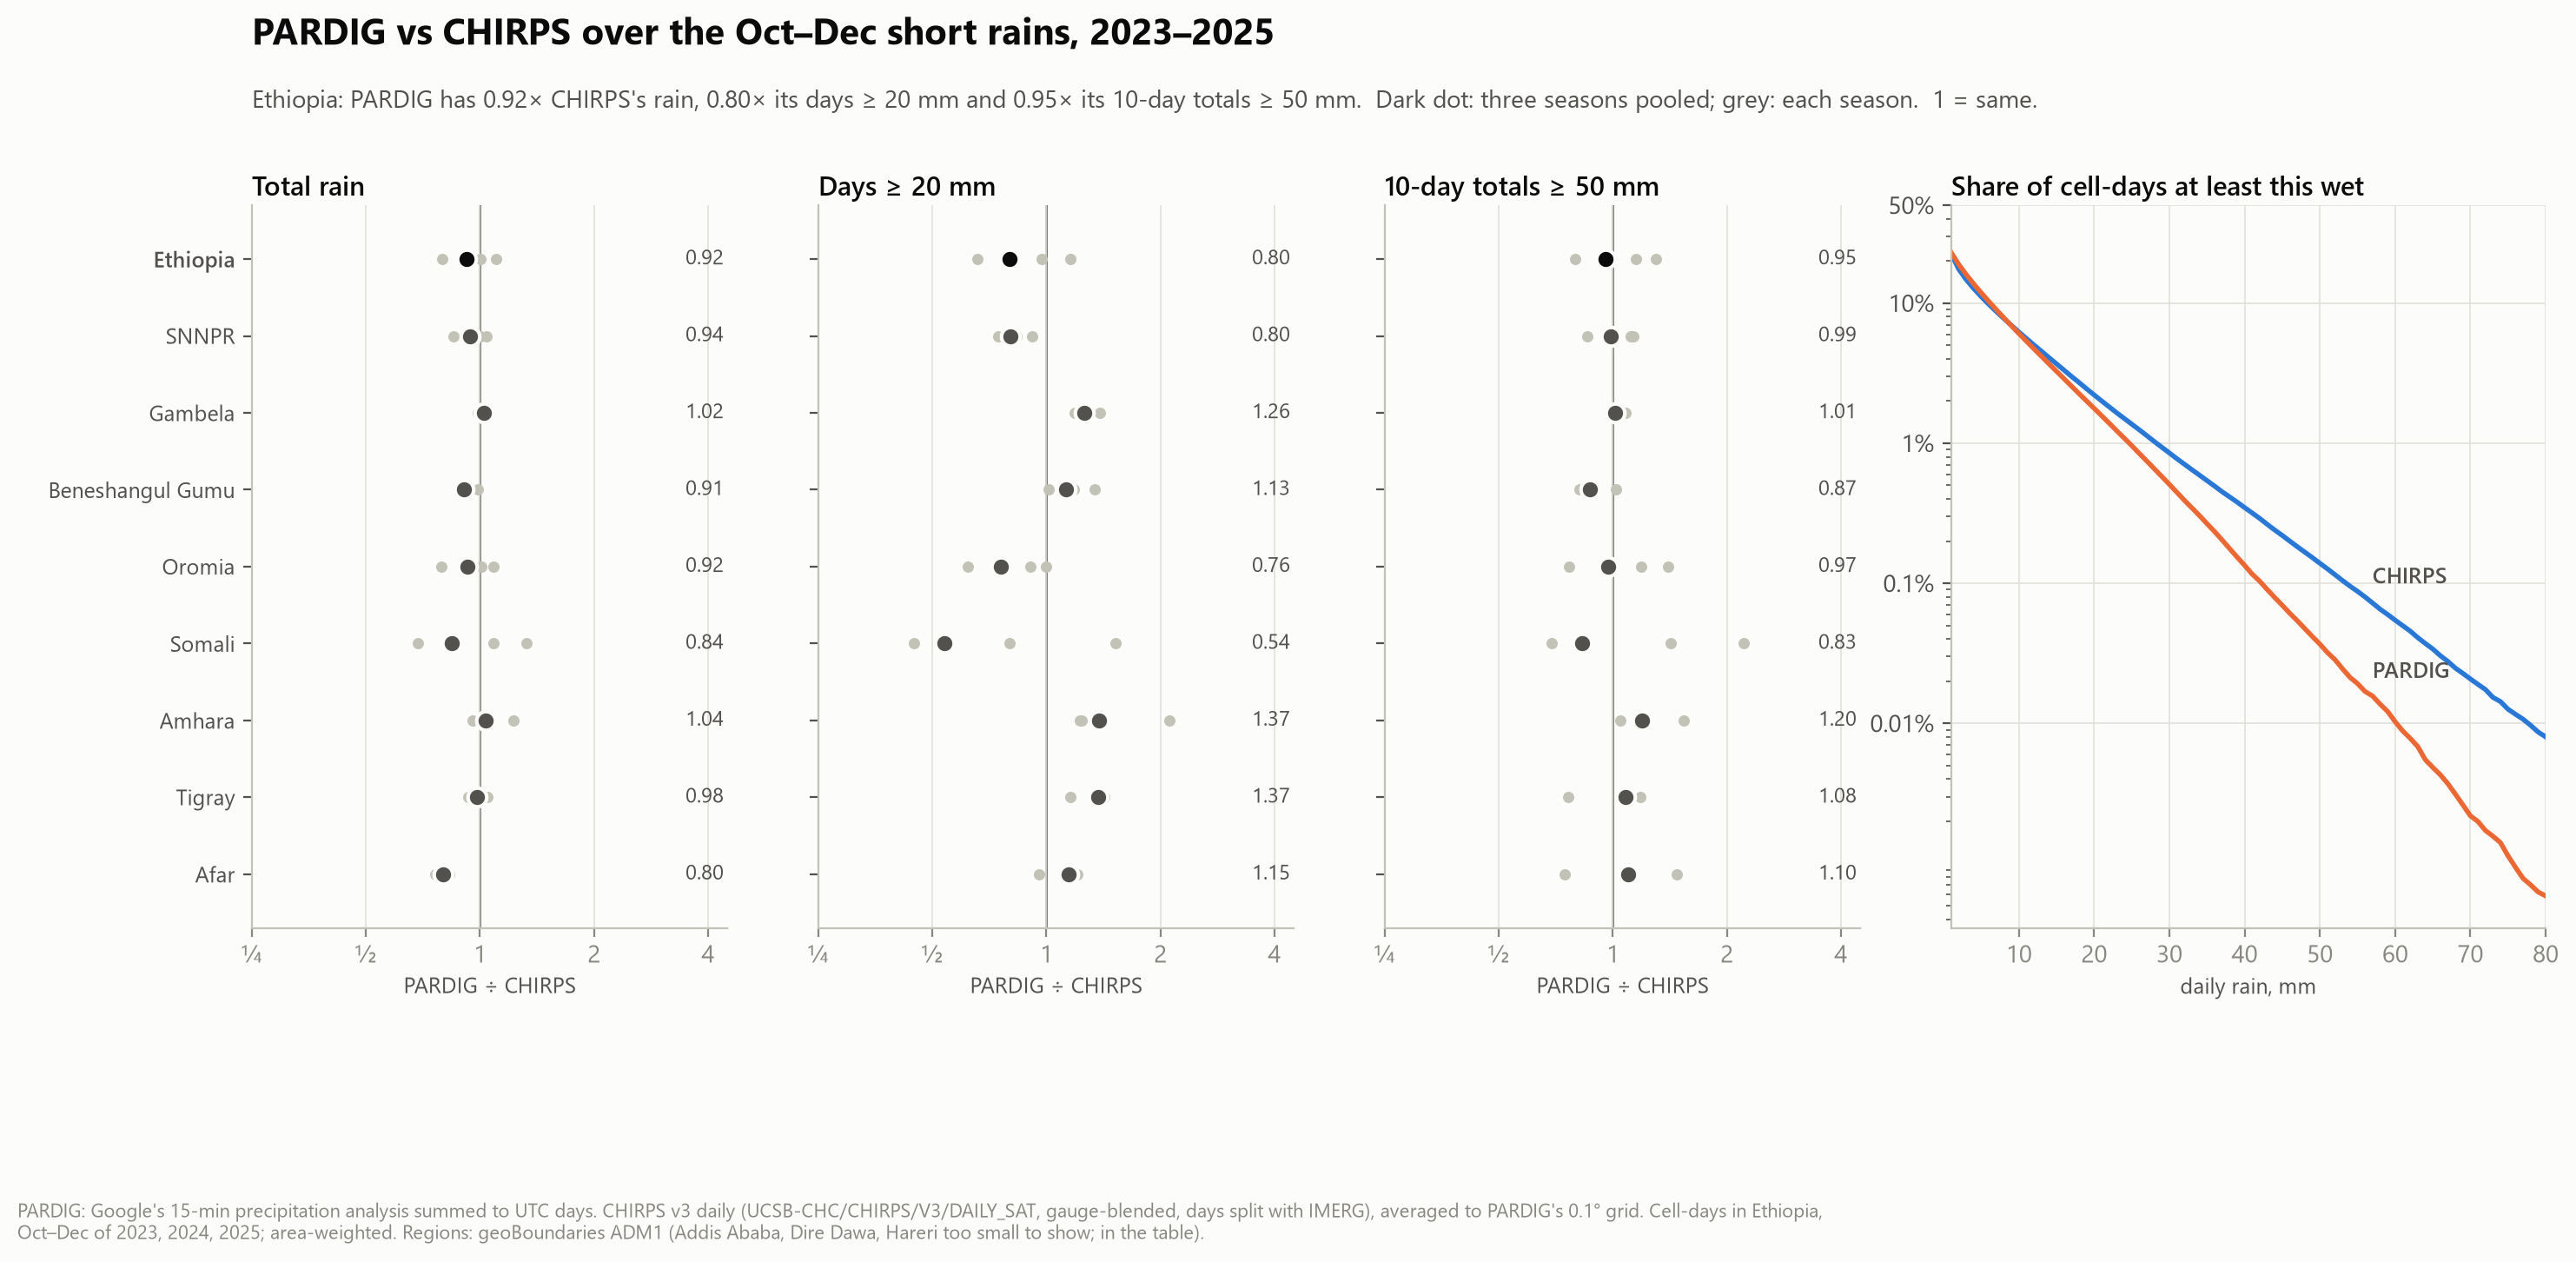 PARDIG vs CHIRPS over the Oct–Dec short rains, 2023–2025
Ethiopia: PARDIG has 0.92× CHIRPS's rain, 0.80× its days ≥ 20 mm and 0.95× its 10-day totals ≥ 50 mm.  Dark dot: three seasons pooled; grey: each season.  1 = same.
Total rain
Ethiopia 0.92
SNNPR 0.94
Gambela 1.02
Beneshangul Gumu 0.91
Oromia 0.92
Somali 0.84
Amhara 1.04
Tigray 0.98
Afar 0.80
¼ ½ 1 2 4
PARDIG ÷ CHIRPS
Days ≥ 20 mm
0.80
0.80
1.26
1.13
0.76
0.54
1.37
1.37
1.15
¼ ½ 1 2 4
PARDIG ÷ CHIRPS
10-day totals ≥ 50 mm
0.95
0.99
1.01
0.87
0.97
0.83
1.20
1.08
1.10
¼ ½ 1 2 4
PARDIG ÷ CHIRPS
Share of cell-days at least this wet
50%
10%
1%
0.1%
0.01%
CHIRPS
PARDIG
10 20 30 40 50 60 70 80
daily rain, mm
PARDIG: Google's 15-min precipitation analysis summed to UTC days. CHIRPS v3 daily (UCSB-CHC/CHIRPS/V3/DAILY_SAT, gauge-blended, days split with IMERG), averaged to PARDIG's 0.1° grid. Cell-days in Ethiopia,
Oct–Dec of 2023, 2024, 2025; area-weighted. Regions: geoBoundaries ADM1 (Addis Ababa, Dire Dawa, Hareri too small to show; in the table).